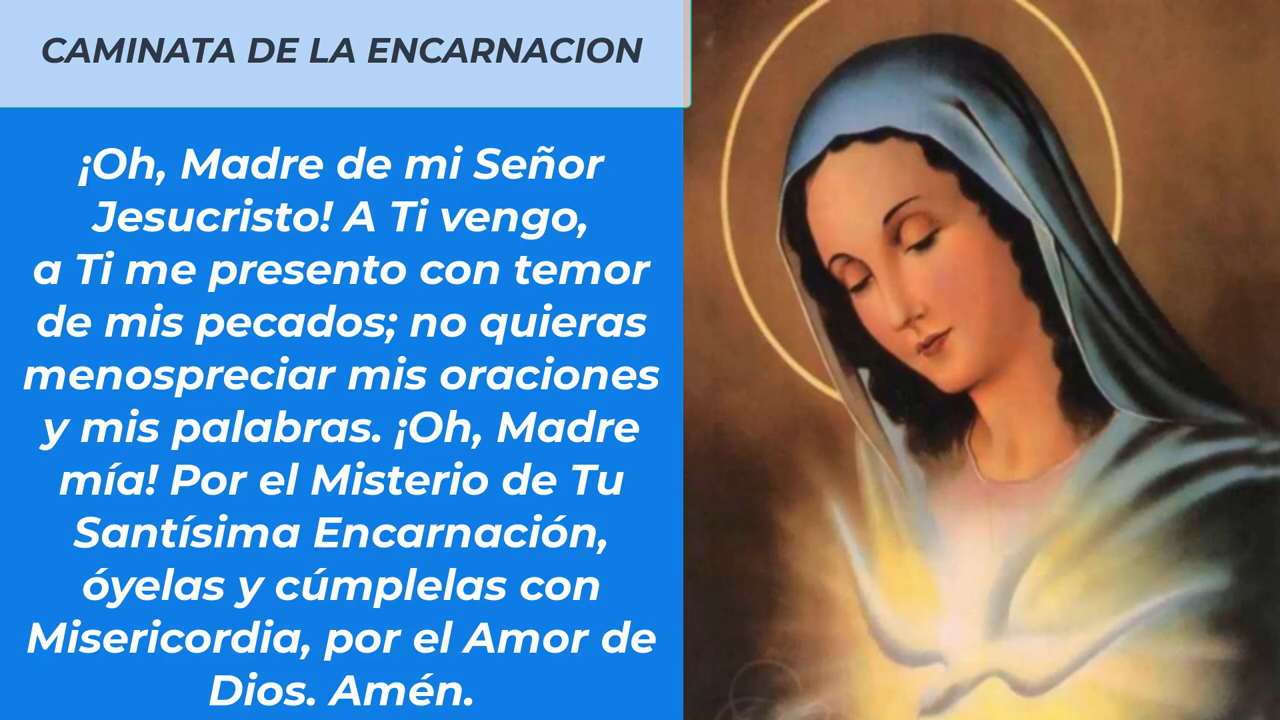 CAMINATA DE LA ENCARNACION
¡Oh, Madre de mi Señor
Jesucristo! A Ti vengo,
a Ti me presento con temor
de mis pecados; no quieras
menospreciar mis oraciones
y mis palabras. ¡Oh, Madre
mía! Por el Misterio de Tu
Santísima Encarnación,
óyelas y cúmplelas con
Misericordia, por el Amor de
Dios. Amén.